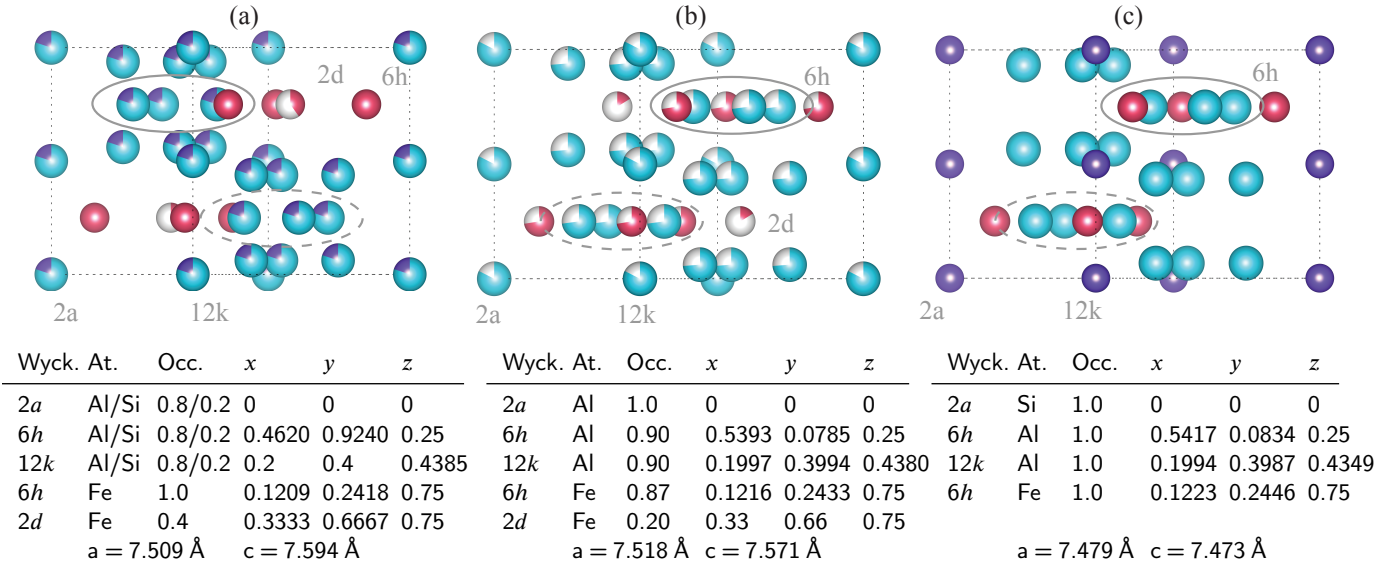 (a) (b) (c)
2d 6h 6h 6h
2d
2a 12k 2a 12k 2a 12k
Wyck. At. Occ. x y z
2a Al/Si 0.8/0.2 0 0 0
6h Al/Si 0.8/0.2 0.4620 0.9240 0.25
12k Al/Si 0.8/0.2 0.2 0.4 0.4385
6h Fe 1.0 0.1209 0.2418 0.75
2d Fe 0.4 0.3333 0.6667 0.75
a = 7.509 Å c = 7.594 Å
Wyck. At. Occ. x y z
2a Al 1.0 0 0 0
6h Al 0.90 0.5393 0.0785 0.25
12k Al 0.90 0.1997 0.3994 0.4380
6h Fe 0.87 0.1216 0.2433 0.75
2d Fe 0.20 0.33 0.66 0.75
a = 7.518 Å c = 7.571 Å
Wyck. At. Occ. x y z
2a Si 1.0 0 0 0
6h Al 1.0 0.5417 0.0834 0.25
12k Al 1.0 0.1994 0.3987 0.4349
6h Fe 1.0 0.1223 0.2446 0.75
a = 7.479 Å c = 7.473 Å